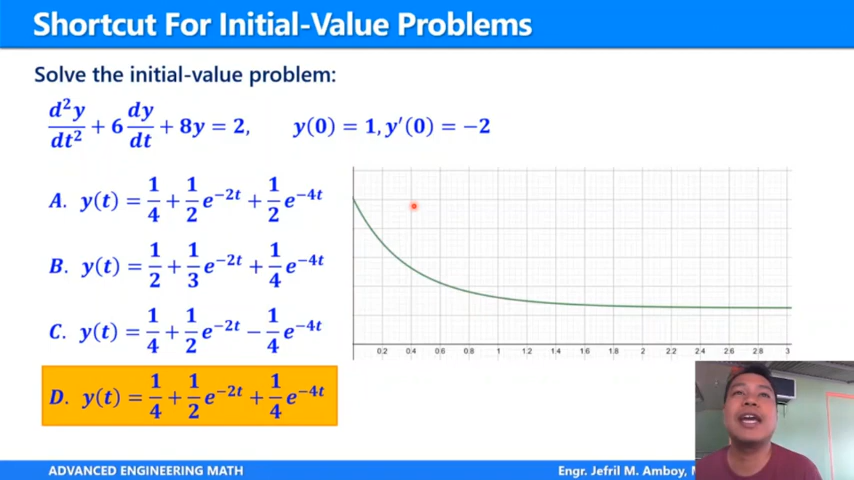 Shortcut For Initial-Value Problems
Solve the initial-value problem:
d²y/dt² + 6 dy/dt + 8y = 2, y(0) = 1, y′(0) = −2
A. y(t) = 1/4 + 1/2 e^−2t + 1/2 e^−4t
B. y(t) = 1/2 + 1/3 e^−2t + 1/4 e^−4t
C. y(t) = 1/4 + 1/2 e^−2t − 1/4 e^−4t
D. y(t) = 1/4 + 1/2 e^−2t + 1/4 e^−4t
0.2 0.4 0.6 0.8 1 1.2 1.4 1.6 1.8 2 2.2 2.4 2.6 2.8 3
ADVANCED ENGINEERING MATH
Engr. Jefril M. Amboy,